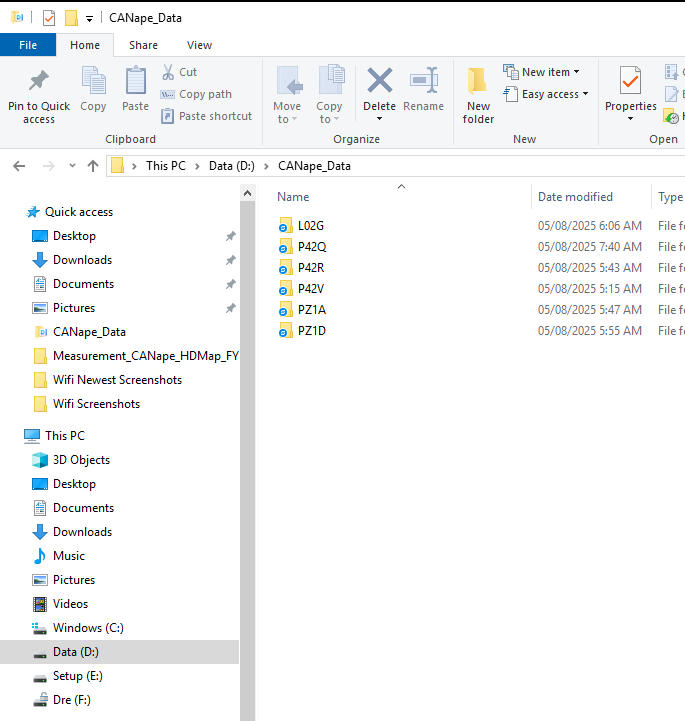 CANape_Data
File Home Share View
Pin to Quick access
Copy
Paste
Cut
Copy path
Paste shortcut
Clipboard
Move to
Copy to
Delete
Rename
Organize
New folder
New item
Easy access
New
Properties
Open
This PC > Data (D:) > CANape_Data
Name Date modified Type
L02G 05/08/2025 6:06 AM File f
P42Q 05/08/2025 7:40 AM File f
P42R 05/08/2025 5:43 AM File f
P42V 05/08/2025 5:15 AM File f
PZ1A 05/08/2025 5:47 AM File f
PZ1D 05/08/2025 5:55 AM File f
Quick access
Desktop
Downloads
Documents
Pictures
CANape_Data
Measurement_CANape_HDMap_FY
Wifi Newest Screenshots
Wifi Screenshots
This PC
3D Objects
Desktop
Documents
Downloads
Music
Pictures
Videos
Windows (C:)
Data (D:)
Setup (E:)
Dre (F:)